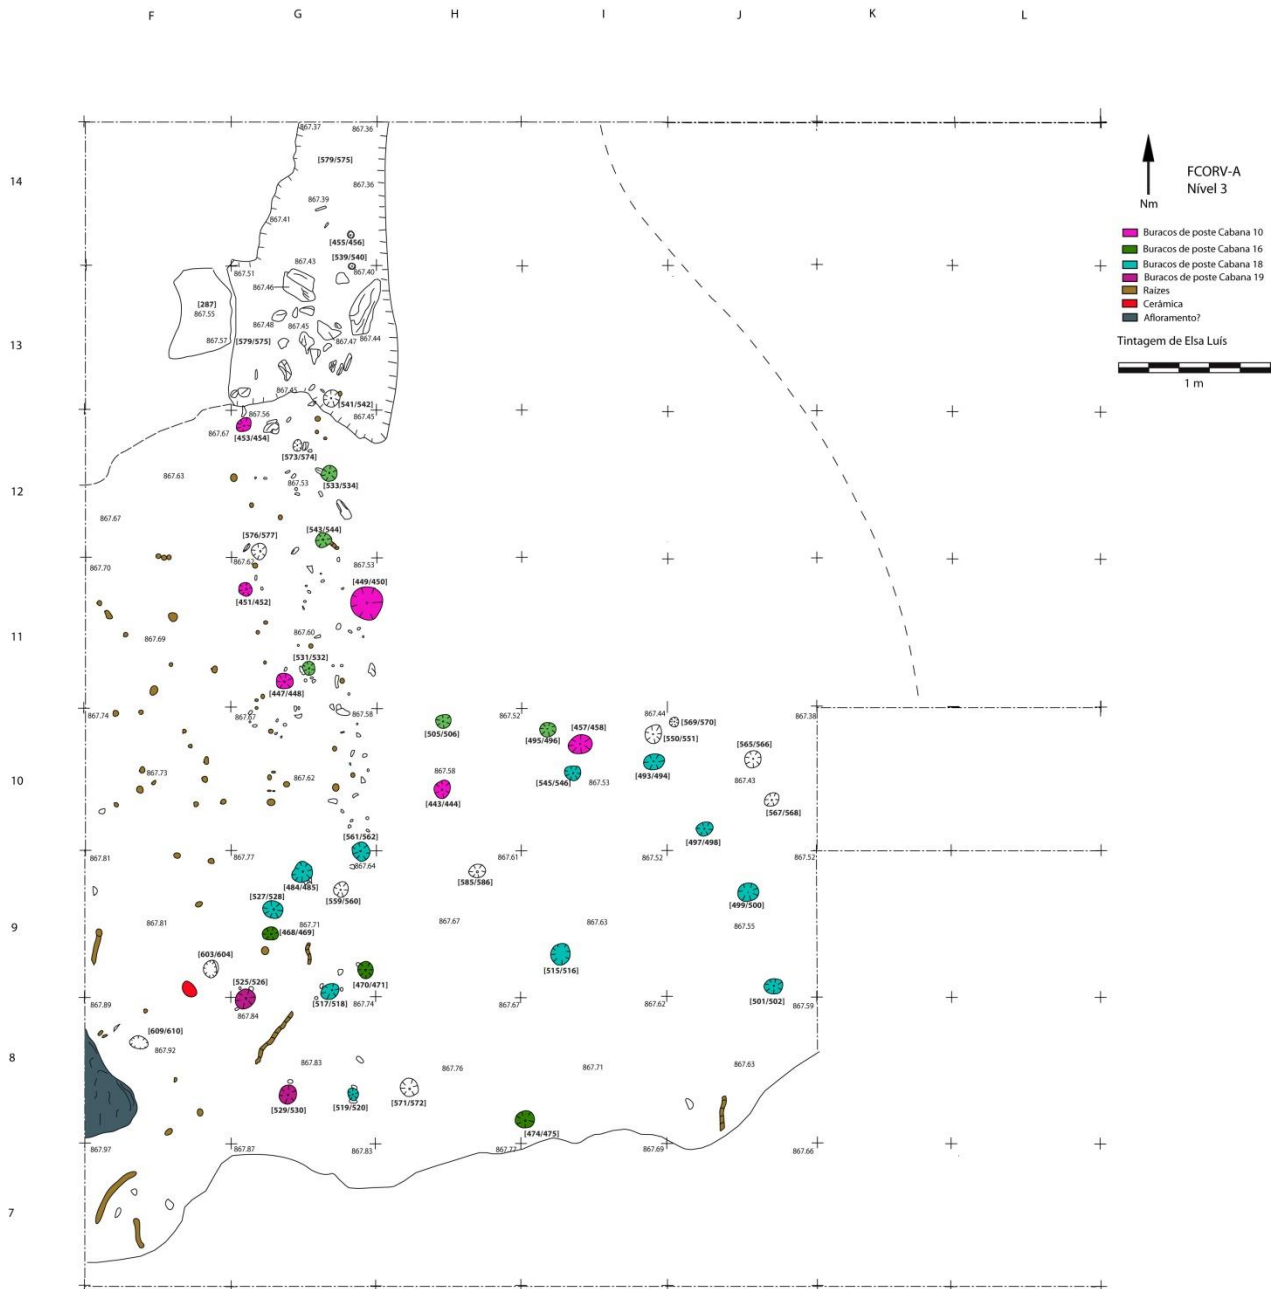 F G H I J K L
14
13
12
11
10
9
8
7
FCORV-A
Nível 3
Nm
Buracos de poste Cabana 10
Buracos de poste Cabana 16
Buracos de poste Cabana 18
Buracos de poste Cabana 19
Raízes
Cerâmica
Afloramento?
Tintagem de Elsa Luís
1 m
867.37 867.36
[579/575]
867.36
867.39
867.41
[455/456]
[539/540]
867.43
867.51 867.40
867.46
[287]
867.55
867.48 867.45
867.44
867.57 [579/575] 867.47
867.45
[541/542]
867.56 867.45
867.67
[453/454]
[573/574]
867.63 867.53
[533/534]
867.67
[543/544]
[576/577]
867.62
867.70 867.53
[449/450]
[451/452]
867.60
867.69
[531/532]
[447/448]
867.74 867.67 867.58 867.52 867.44 867.38
[505/506] [457/458] [569/570]
[495/496] [550/551] [565/566]
867.73 867.62 867.58 [493/494]
[545/546] 867.53 867.43
[443/444]
[567/568]
[561/562] [497/498]
867.81 867.77 867.64 867.61 867.52 867.52
[484/485] [585/586]
[527/528] [559/560] [499/500]
867.81 867.71 867.67 867.63 867.55
[468/469]
[603/604]
[470/471] [515/516]
[525/526]
[517/518] [501/502]
867.89 867.84 867.74 867.67 867.62 867.59
[609/610]
867.92 867.83 867.76 867.71 867.63
[529/530] [519/520] [571/572]
[474/475]
867.97 867.87 867.83 867.77 867.69 867.66